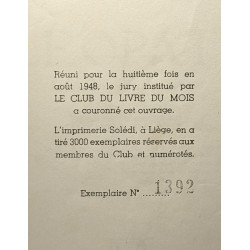 Réuni pour la huitième fois en
août 1948, le jury institué par
LE CLUB DU LIVRE DU MOIS
a couronné cet ouvrage.
L'imprimerie Solédi, à Liège, en a
tiré 3000 exemplaires réservés aux
membres du Club et numérotés.
Exemplaire N° ......1392